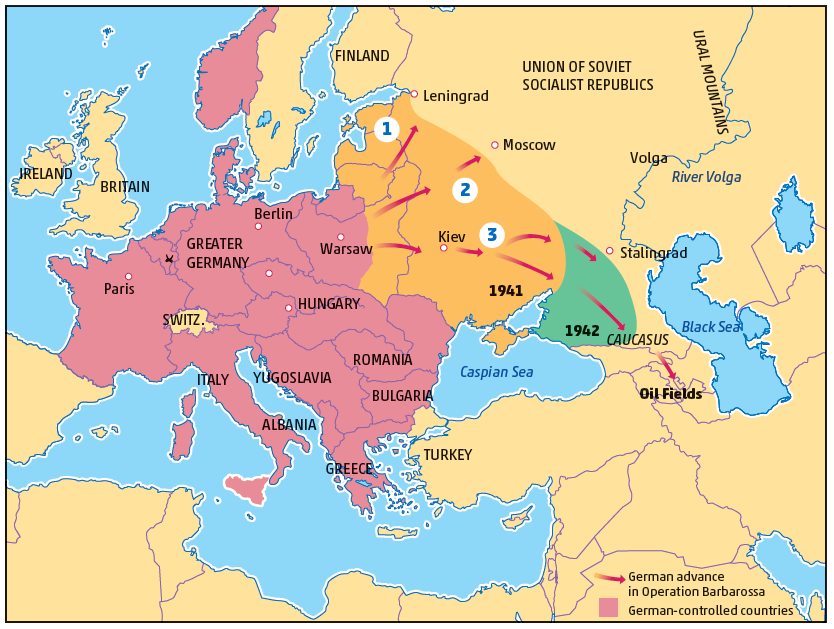 FINLAND
UNION OF SOVIET
SOCIALIST REPUBLICS
URAL MOUNTAINS
Leningrad
1
Moscow
Volga
River Volga
IRELAND
BRITAIN
2
Berlin
Kiev
3
Warsaw
GREATER
GERMANY
Stalingrad
Paris
1941
HUNGARY
SWITZ.
1942
Black Sea
CAUCASUS
ROMANIA
Caspian Sea
ITALY
YUGOSLAVIA
BULGARIA
Oil Fields
ALBANIA
TURKEY
GREECE
German advance
in Operation Barbarossa
German-controlled countries